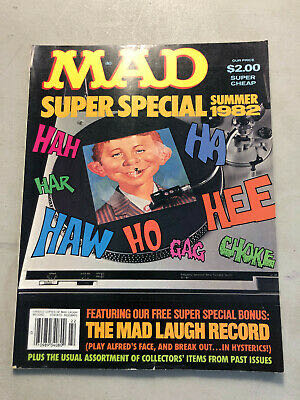 MAD
OUR PRICE
$2.00
SUPER
CHEAP
SUPER SPECIAL SUMMER 1982
HAH
HA
HAR
HEE
HAW
HO
GAG
CHOKE
FEATURING OUR FREE SUPER SPECIAL BONUS:
THE MAD LAUGH RECORD
(PLAY ALFRED'S FACE, AND BREAK OUT...IN HYSTERICS!)
PLUS THE USUAL ASSORTMENT OF COLLECTORS' ITEMS FROM PAST ISSUES